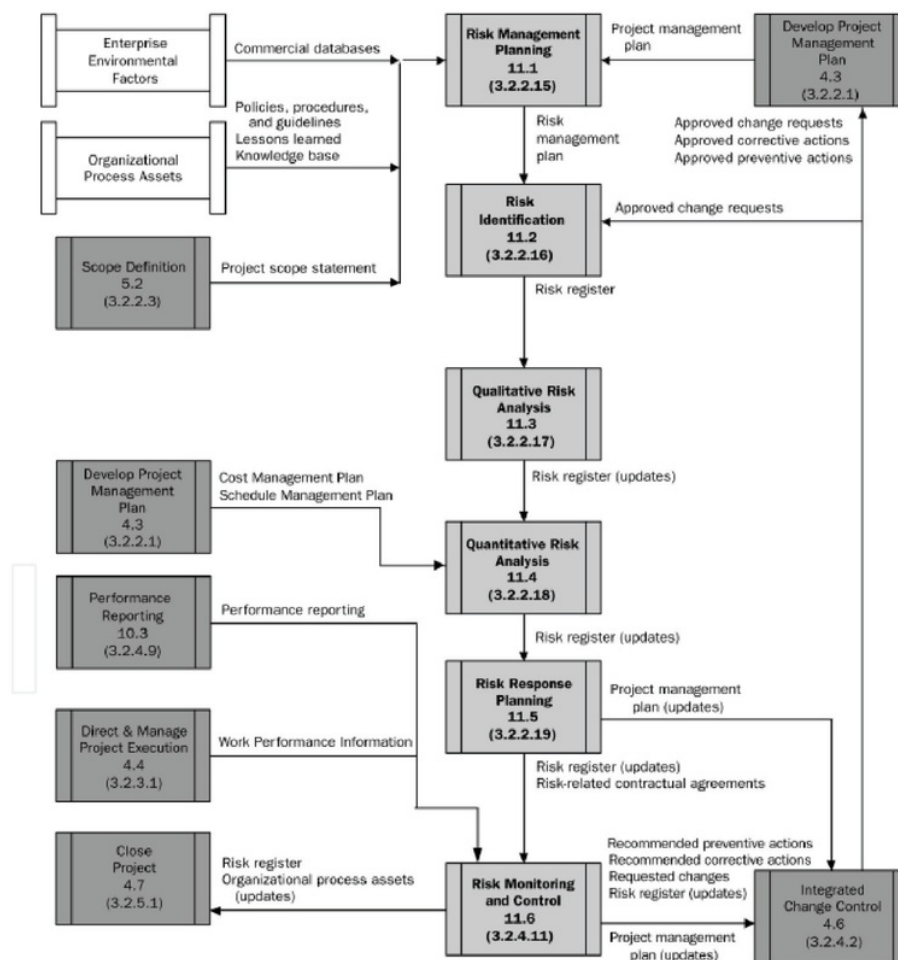 Enterprise
Environmental
Factors
Commercial databases
Risk Management
Planning
11.1
(3.2.2.15)
Project management
plan
Develop Project
Management
Plan
4.3
(3.2.2.1)
Policies, procedures,
and guidelines
Lessons learned
Knowledge base
Organizational
Process Assets
Risk
management
plan
Approved change requests
Approved corrective actions
Approved preventive actions
Risk
Identification
11.2
(3.2.2.16)
Approved change requests
Scope Definition
5.2
(3.2.2.3)
Project scope statement
Risk register
Qualitative Risk
Analysis
11.3
(3.2.2.17)
Risk register (updates)
Develop Project
Management
Plan
4.3
(3.2.2.1)
Cost Management Plan
Schedule Management Plan
Quantitative Risk
Analysis
11.4
(3.2.2.18)
Performance
Reporting
10.3
(3.2.4.9)
Performance reporting
Risk register (updates)
Risk Response
Planning
11.5
(3.2.2.19)
Project management
plan (updates)
Direct & Manage
Project Execution
4.4
(3.2.3.1)
Work Performance Information
Risk register (updates)
Risk-related contractual agreements
Close
Project
4.7
(3.2.5.1)
Risk register
Organizational process assets
(updates)
Risk Monitoring
and Control
11.6
(3.2.4.11)
Recommended preventive actions
Recommended corrective actions
Requested changes
Risk register (updates)
Project management
plan (updates)
Integrated
Change Control
4.6
(3.2.4.2)